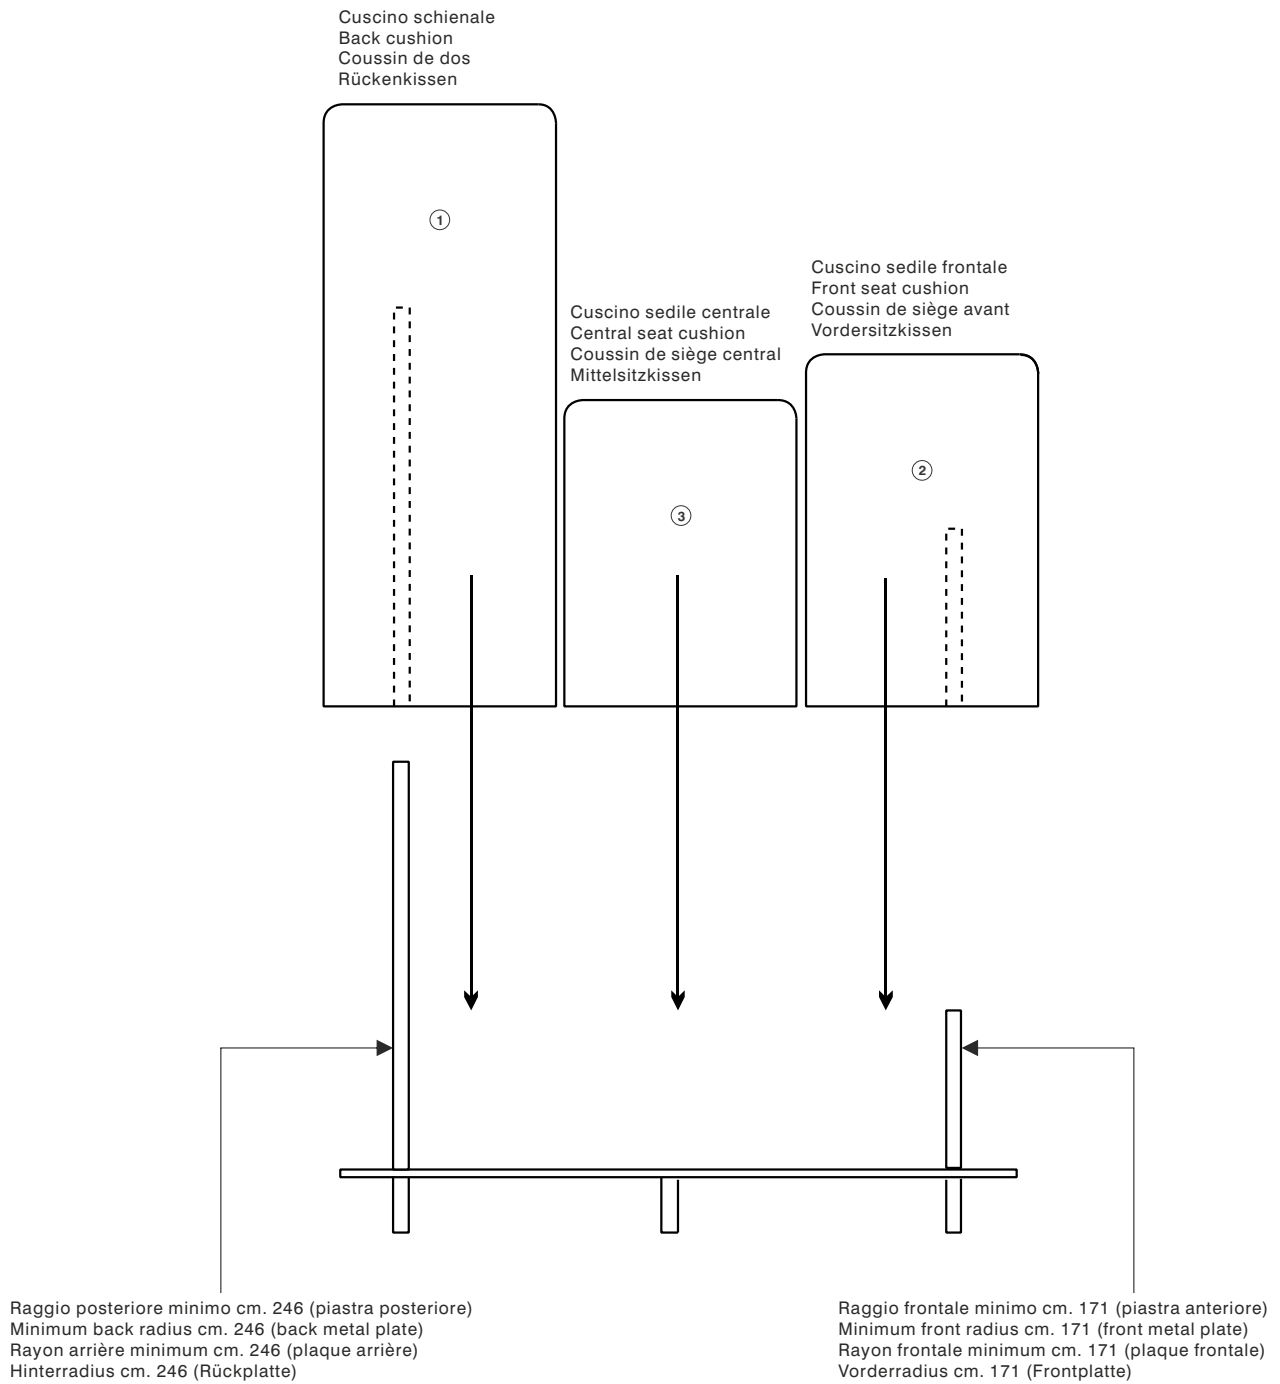 Cuscino schienale
Back cushion
Coussin de dos
Rückenkissen
1
Cuscino sedile centrale
Central seat cushion
Coussin de siège central
Mittelsitzkissen
3
Cuscino sedile frontale
Front seat cushion
Coussin de siège avant
Vordersitzkissen
2
Raggio posteriore minimo cm. 246 (piastra posteriore)
Minimum back radius cm. 246 (back metal plate)
Rayon arrière minimum cm. 246 (plaque arrière)
Hinterradius cm. 246 (Rückplatte)
Raggio frontale minimo cm. 171 (piastra anteriore)
Minimum front radius cm. 171 (front metal plate)
Rayon frontale minimum cm. 171 (plaque frontale)
Vorderradius cm. 171 (Frontplatte)